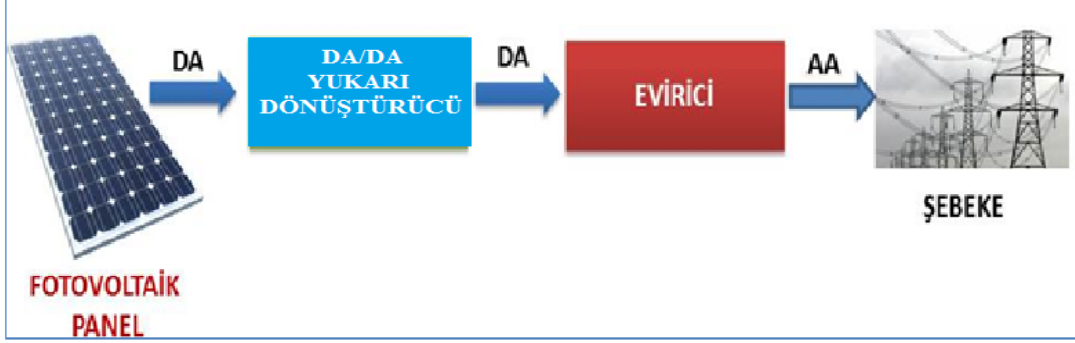 DA
DA/DA
YUKARI
DÖNÜŞTÜRÜCÜ
DA
EVİRİCİ
AA
ŞEBEKE
FOTOVOLTAİK
PANEL